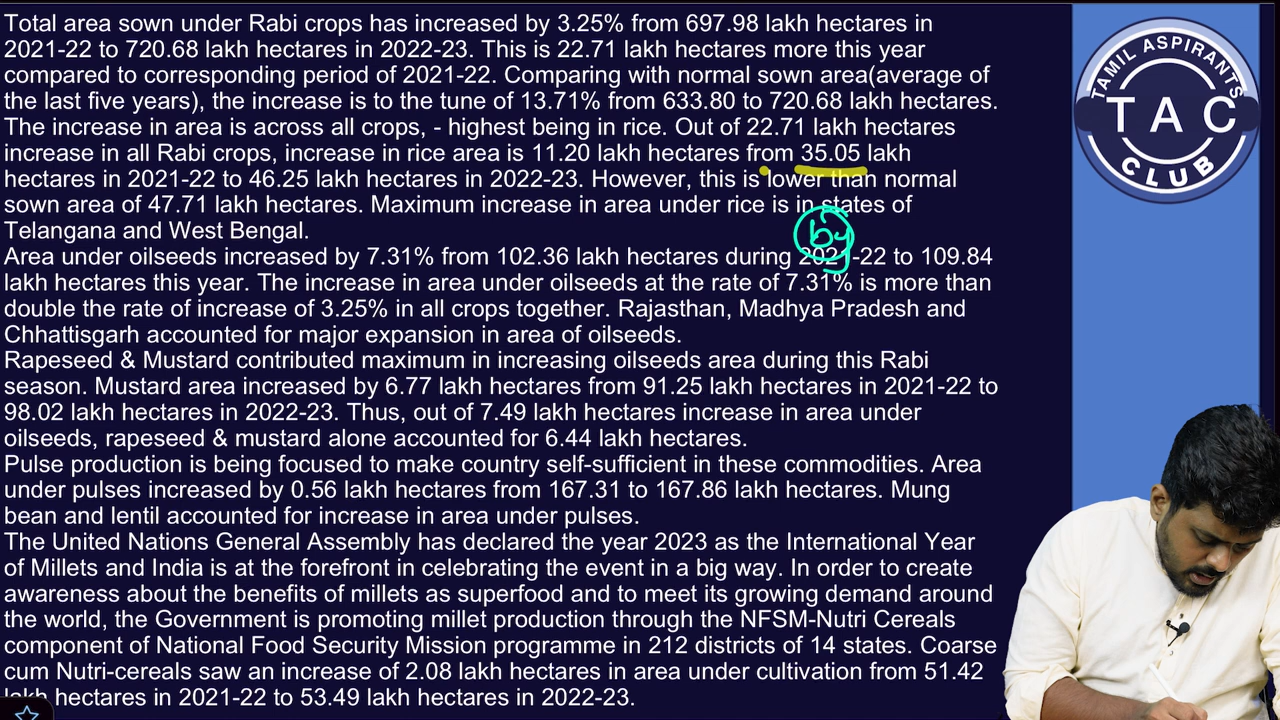 Total area sown under Rabi crops has increased by 3.25% from 697.98 lakh hectares in
2021-22 to 720.68 lakh hectares in 2022-23. This is 22.71 lakh hectares more this year
compared to corresponding period of 2021-22. Comparing with normal sown area(average of
the last five years), the increase is to the tune of 13.71% from 633.80 to 720.68 lakh hectares.
The increase in area is across all crops, - highest being in rice. Out of 22.71 lakh hectares
increase in all Rabi crops, increase in rice area is 11.20 lakh hectares from 35.05 lakh
hectares in 2021-22 to 46.25 lakh hectares in 2022-23. However, this is lower than normal
sown area of 47.71 lakh hectares. Maximum increase in area under rice is in states of
Telangana and West Bengal.
by
Area under oilseeds increased by 7.31% from 102.36 lakh hectares during 2021-22 to 109.84
lakh hectares this year. The increase in area under oilseeds at the rate of 7.31% is more than
double the rate of increase of 3.25% in all crops together. Rajasthan, Madhya Pradesh and
Chhattisgarh accounted for major expansion in area of oilseeds.
Rapeseed & Mustard contributed maximum in increasing oilseeds area during this Rabi
season. Mustard area increased by 6.77 lakh hectares from 91.25 lakh hectares in 2021-22 to
98.02 lakh hectares in 2022-23. Thus, out of 7.49 lakh hectares increase in area under
oilseeds, rapeseed & mustard alone accounted for 6.44 lakh hectares.
Pulse production is being focused to make country self-sufficient in these commodities. Area
under pulses increased by 0.56 lakh hectares from 167.31 to 167.86 lakh hectares. Mung
bean and lentil accounted for increase in area under pulses.
The United Nations General Assembly has declared the year 2023 as the International Year
of Millets and India is at the forefront in celebrating the event in a big way. In order to create
awareness about the benefits of millets as superfood and to meet its growing demand around
the world, the Government is promoting millet production through the NFSM-Nutri Cereals
component of National Food Security Mission programme in 212 districts of 14 states. Coarse
cum Nutri-cereals saw an increase of 2.08 lakh hectares in area under cultivation from 51.42
lakh hectares in 2021-22 to 53.49 lakh hectares in 2022-23.
TAMIL ASPIRANTS
TAC
CLUB